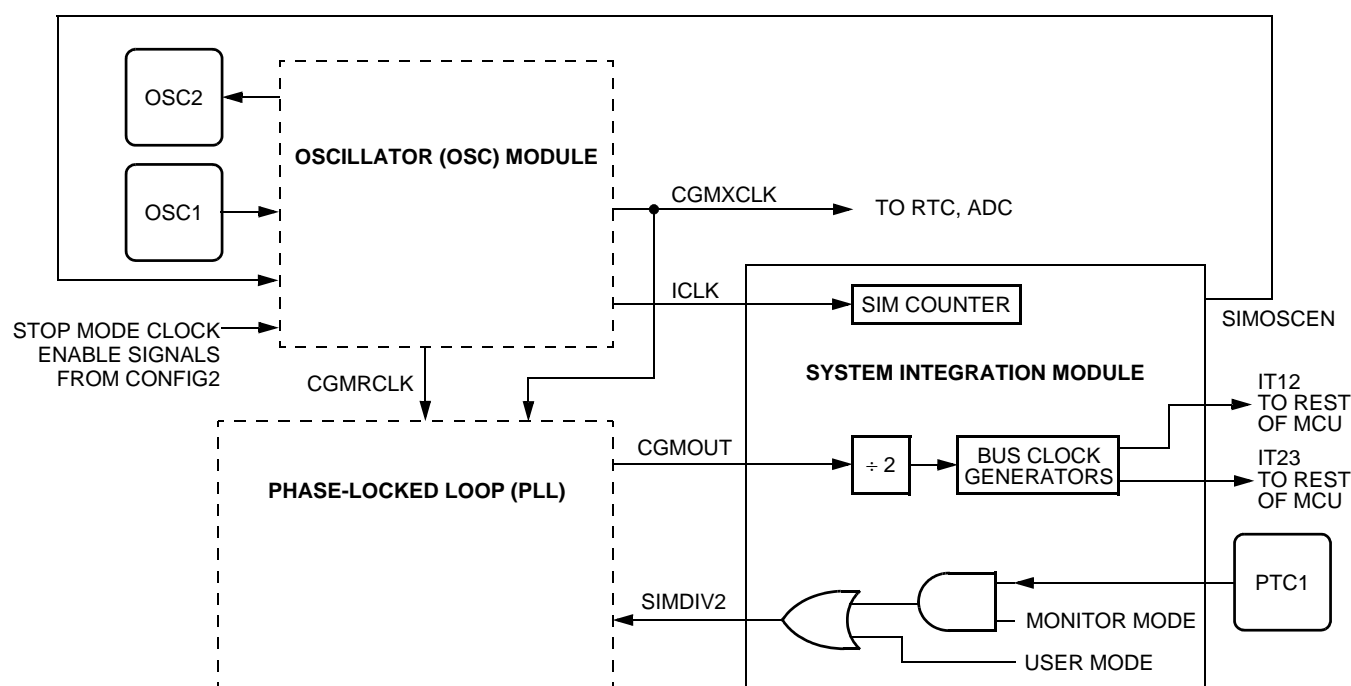 OSC2
OSCILLATOR (OSC) MODULE
OSC1
CGMXCLK
TO RTC, ADC
ICLK
SIM COUNTER
SIMOSCEN
STOP MODE CLOCK
ENABLE SIGNALS
FROM CONFIG2
CGMRCLK
SYSTEM INTEGRATION MODULE
IT12
TO REST
OF MCU
CGMOUT
÷ 2
BUS CLOCK
GENERATORS
IT23
TO REST
OF MCU
PHASE-LOCKED LOOP (PLL)
SIMDIV2
PTC1
MONITOR MODE
USER MODE